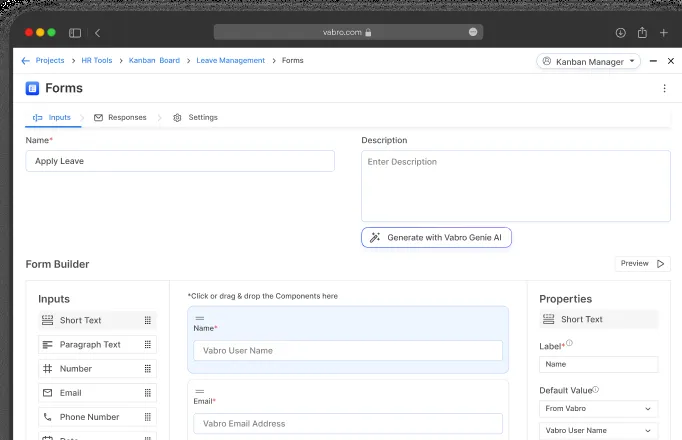 vabro.com
Projects > HR Tools > Kanban Board > Leave Management > Forms
Kanban Manager
Forms
Inputs
Responses
Settings
Name*
Description
Apply Leave
Enter Description
Generate with Vabro Genie AI
Form Builder
Preview
Inputs
Short Text
Paragraph Text
Number
Email
Phone Number
*Click or drag & drop the Components here
Name*
Vabro User Name
Email*
Vabro Email Address
Properties
Short Text
Label*
Name
Default Value
From Vabro
Vabro User Name